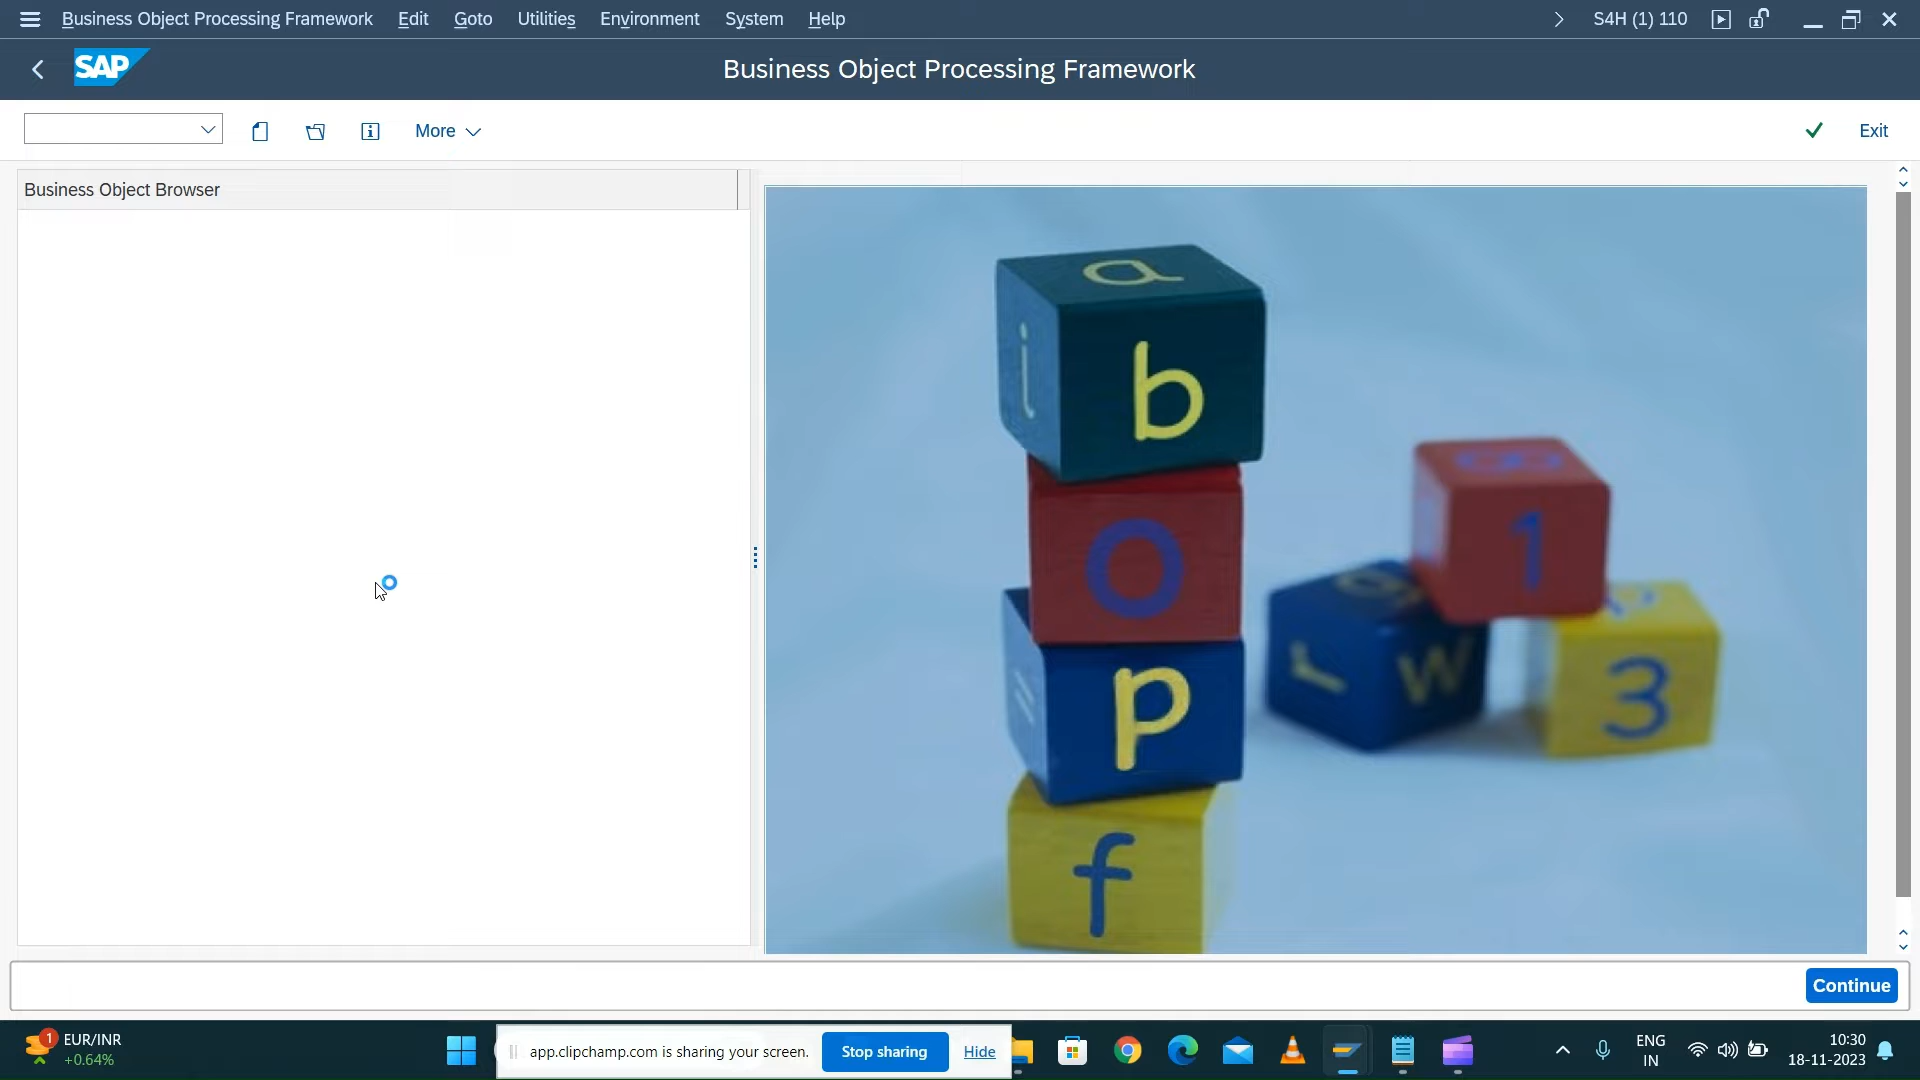 Business Object Processing Framework Edit Goto Utilities Environment System Help S4H (1) 110
SAP Business Object Processing Framework
More Exit
Business Object Browser
a
i b
8
O 1
W
p 3
f
Continue
1 EUR/INR
+0.64%
app.clipchamp.com is sharing your screen. Stop sharing Hide
ENG
IN
10:30
18-11-2023